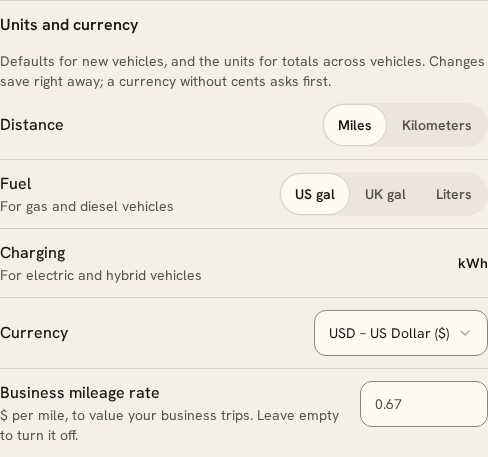 Units and currency
Defaults for new vehicles, and the units for totals across vehicles. Changes
save right away; a currency without cents asks first.
Distance
Miles
Kilometers
Fuel
For gas and diesel vehicles
US gal
UK gal
Liters
Charging
For electric and hybrid vehicles
kWh
Currency
USD – US Dollar ($)
Business mileage rate
$ per mile, to value your business trips. Leave empty
to turn it off.
0.67